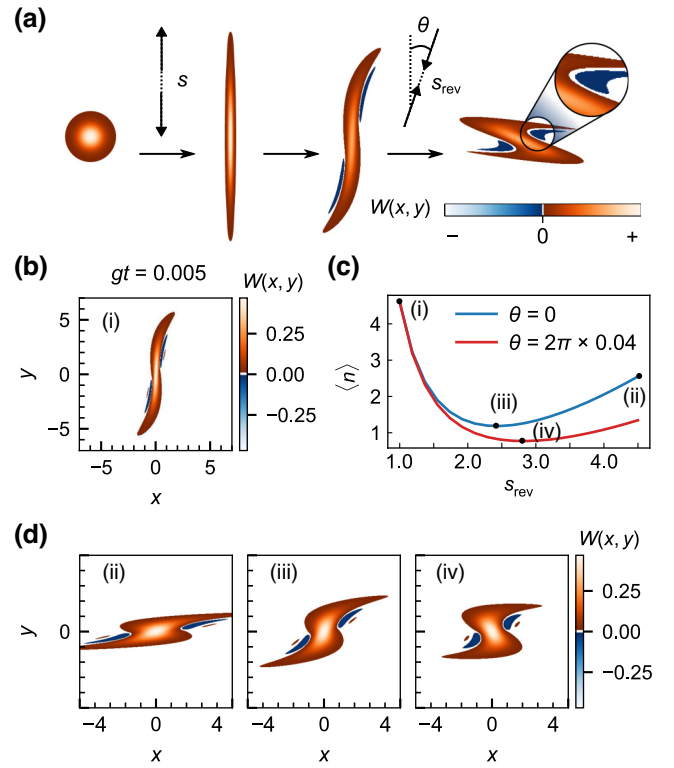 (a)
s
θ
s_rev
W(x, y)
− 0 +
(b)
gt = 0.005
W(x, y)
(i)
y
5
0
−5
−5 0 5
x
0.25
0.00
−0.25
(c)
⟨n⟩
4
3
2
1
(i)
θ = 0
θ = 2π × 0.04
(iii)
(ii)
(iv)
1.0 2.0 3.0 4.0
s_rev
(d)
W(x, y)
(ii) (iii) (iv)
y
0
0.25
0.00
−0.25
−4 0 4 −4 0 4 −4 0 4
x x x